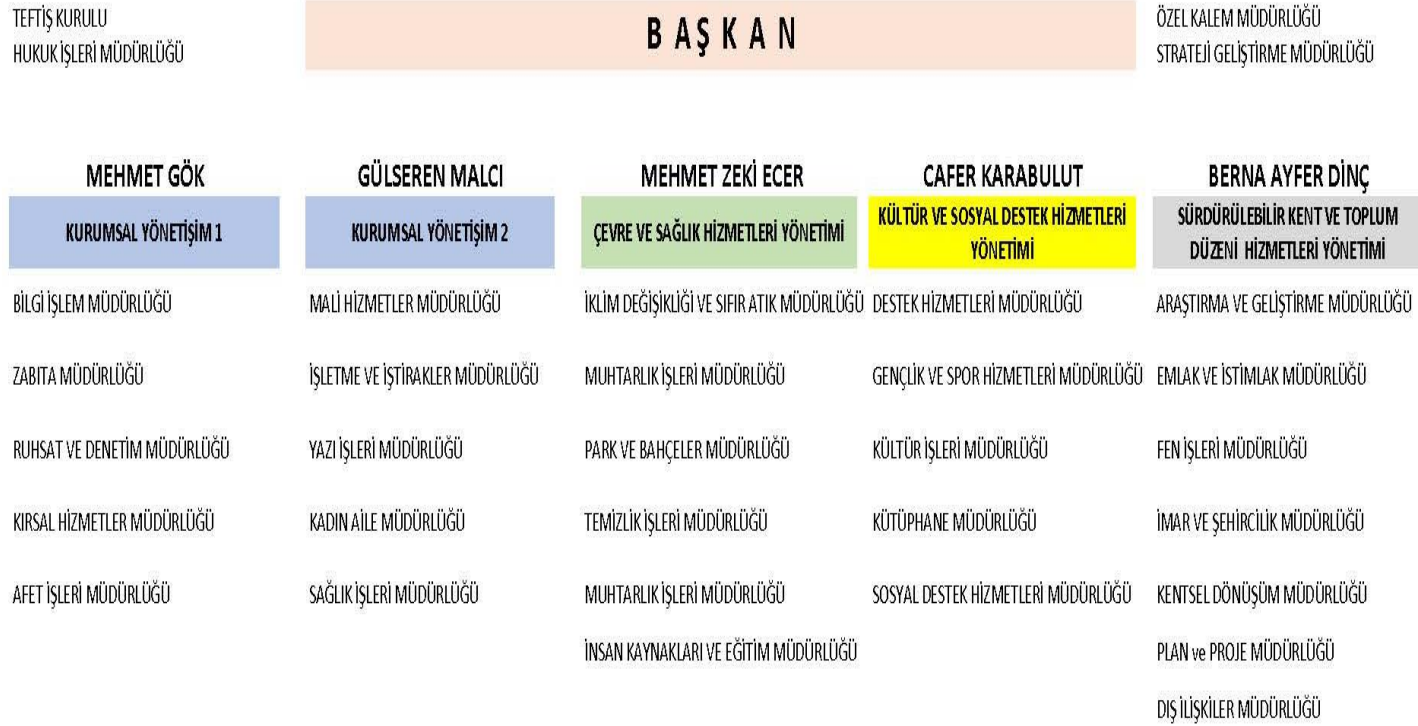 TEFTİŞ KURULU
HUKUK İŞLERİ MÜDÜRLÜĞÜ
B A Ş K A N
ÖZEL KALEM MÜDÜRLÜĞÜ
STRATEJİ GELİŞTİRME MÜDÜRLÜĞÜ
MEHMET GÖK
KURUMSAL YÖNETİŞİM 1
BİLGİ İŞLEM MÜDÜRLÜĞÜ
ZABITA MÜDÜRLÜĞÜ
RUHSAT VE DENETİM MÜDÜRLÜĞÜ
KIRSAL HİZMETLER MÜDÜRLÜĞÜ
AFET İŞLERİ MÜDÜRLÜĞÜ
GÜLSEREN MALCI
KURUMSAL YÖNETİŞİM 2
MALİ HİZMETLER MÜDÜRLÜĞÜ
İŞLETME VE İŞTİRAKLER MÜDÜRLÜĞÜ
YAZI İŞLERİ MÜDÜRLÜĞÜ
KADIN AİLE MÜDÜRLÜĞÜ
SAĞLIK İŞLERİ MÜDÜRLÜĞÜ
MEHMET ZEKİ ECER
ÇEVRE VE SAĞLIK HİZMETLERİ YÖNETİMİ
İKLİM DEĞİŞİKLİĞİ VE SIFIR ATIK MÜDÜRLÜĞÜ
MUHTARLIK İŞLERİ MÜDÜRLÜĞÜ
PARK VE BAHÇELER MÜDÜRLÜĞÜ
TEMİZLİK İŞLERİ MÜDÜRLÜĞÜ
MUHTARLIK İŞLERİ MÜDÜRLÜĞÜ
İNSAN KAYNAKLARI VE EĞİTİM MÜDÜRLÜĞÜ
CAFER KARABULUT
KÜLTÜR VE SOSYAL DESTEK HİZMETLERİ
YÖNETİMİ
DESTEK HİZMETLERİ MÜDÜRLÜĞÜ
GENÇLİK VE SPOR HİZMETLERİ MÜDÜRLÜĞÜ
KÜLTÜR İŞLERİ MÜDÜRLÜĞÜ
KÜTÜPHANE MÜDÜRLÜĞÜ
SOSYAL DESTEK HİZMETLERİ MÜDÜRLÜĞÜ
BERNA AYFER DİNÇ
SÜRDÜRÜLEBİLİR KENT VE TOPLUM
DÜZENİ HİZMETLERİ YÖNETİMİ
ARAŞTIRMA VE GELİŞTİRME MÜDÜRLÜĞÜ
EMLAK VE İSTİMLAK MÜDÜRLÜĞÜ
FEN İŞLERİ MÜDÜRLÜĞÜ
İMAR VE ŞEHİRCİLİK MÜDÜRLÜĞÜ
KENTSEL DÖNÜŞÜM MÜDÜRLÜĞÜ
PLAN ve PROJE MÜDÜRLÜĞÜ
DIŞ İLİŞKİLER MÜDÜRLÜĞÜ